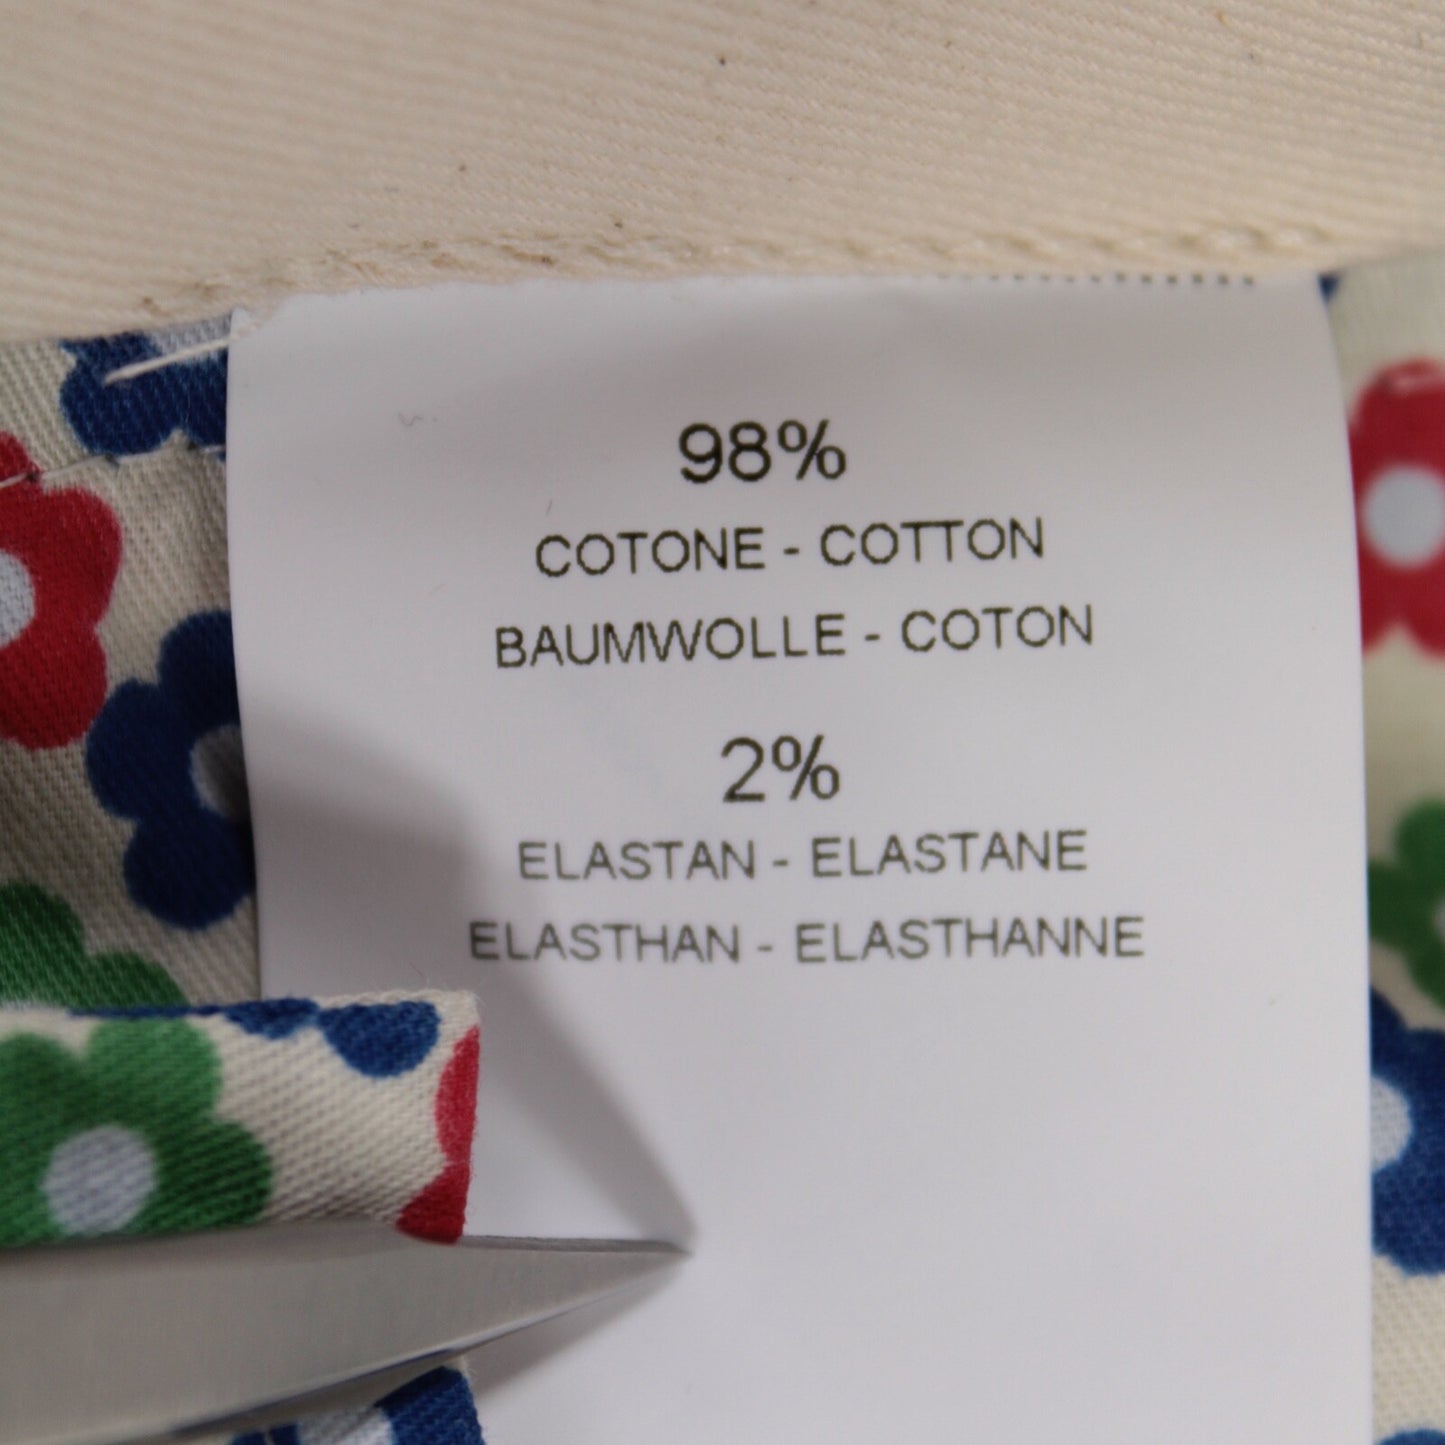 98%
COTONE - COTTON
BAUMWOLLE - COTON
2%
ELASTAN - ELASTANE
ELASTHAN - ELASTHANNE